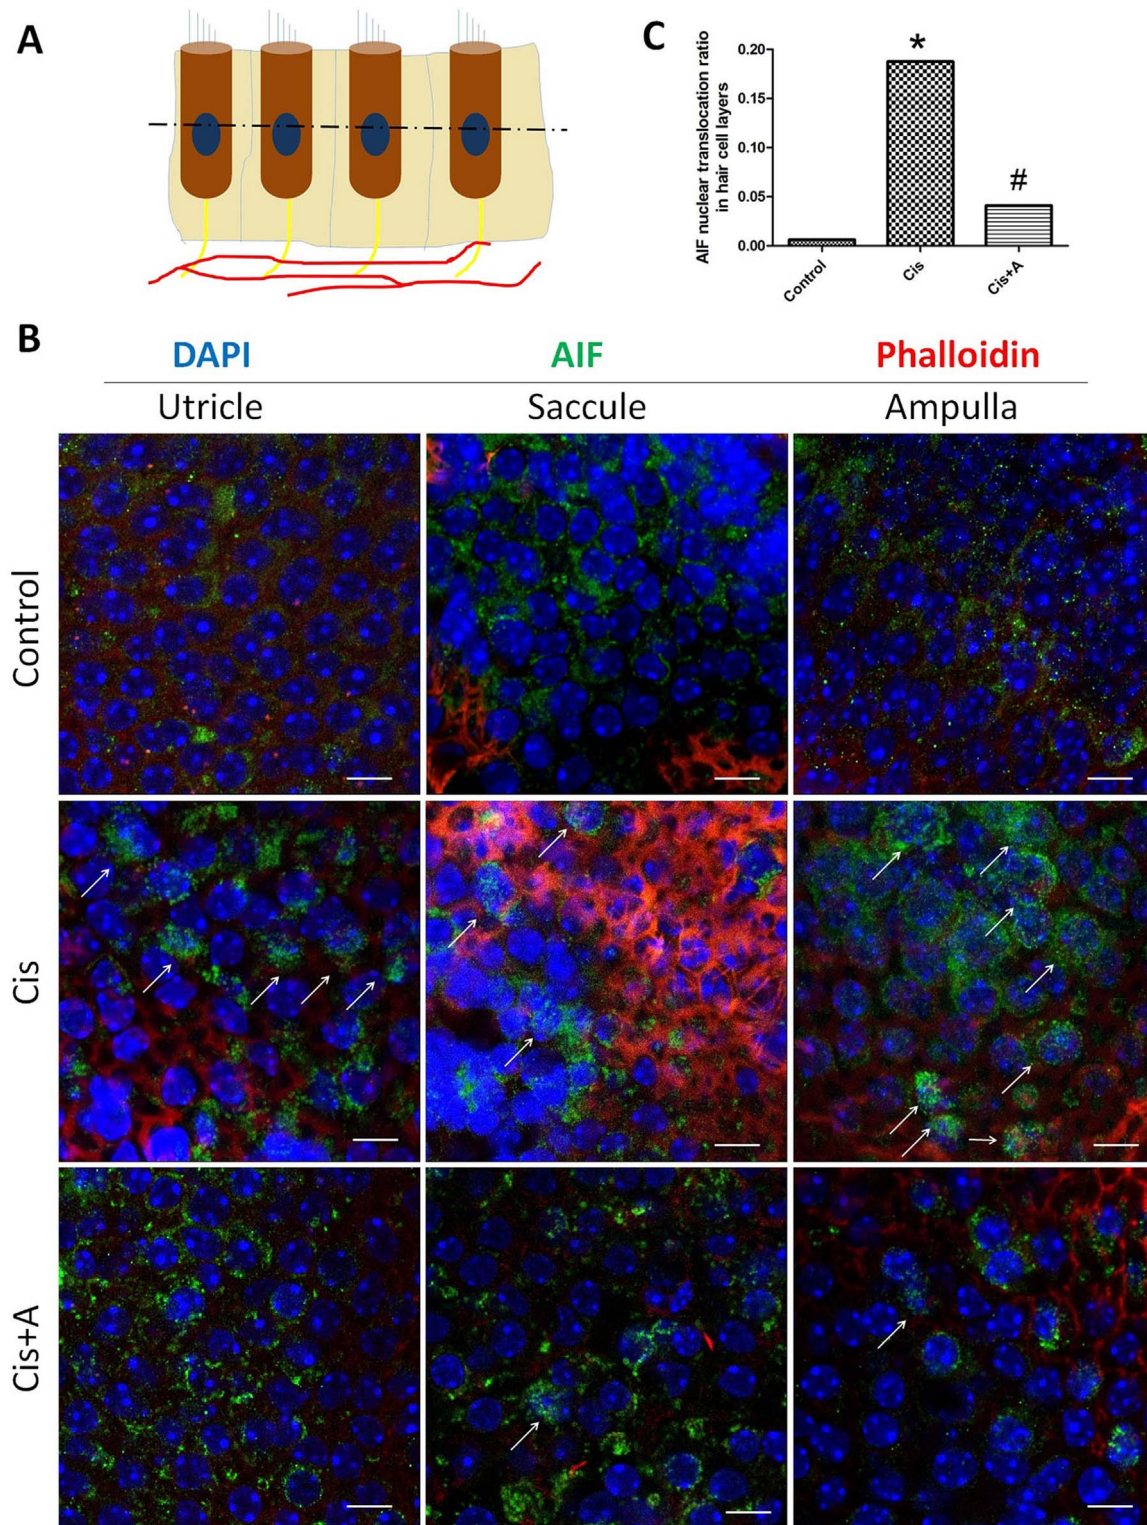 A
C
AIF nuclear translocation ratio
in hair cell layers
0.20
0.15
0.10
0.05
0.00
*
#
Control
Cis
Cis+A
B
DAPI AIF Phalloidin
Utricle Saccule Ampulla
Control
Cis
Cis+A